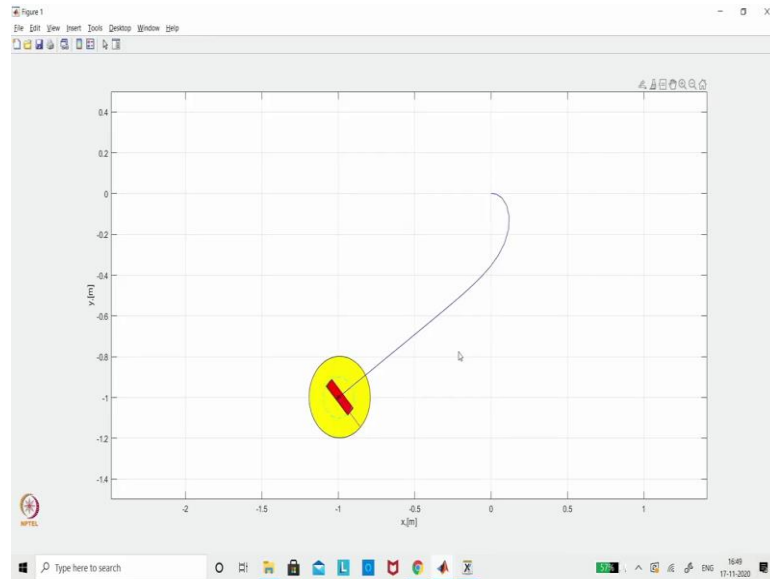 Figure 1
File Edit View Insert Tools Desktop Window Help
0.4
0.2
0
-0.2
-0.4
-0.6
-0.8
-1
-1.2
-1.4
y,[m]
-2 -1.5 -1 -0.5 0 0.5 1
x,[m]
NPTEL
Type here to search
57%
ENG
16:49
17-11-2020